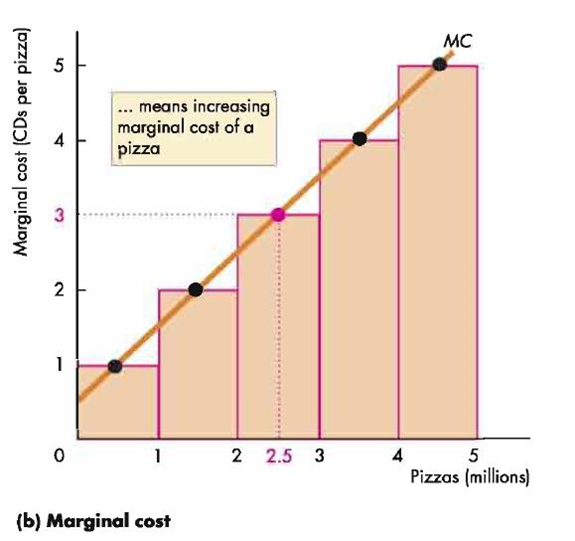 Marginal cost (CDs per pizza)
MC
5
... means increasing
marginal cost of a
pizza
4
3
2
1
0 1 2 2.5 3 4 5
Pizzas (millions)
(b) Marginal cost